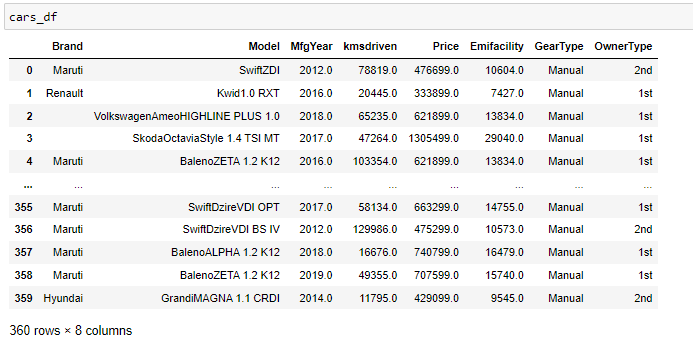 cars_df
Brand Model MfgYear kmsdriven Price Emifacility GearType OwnerType
0 Maruti SwiftZDI 2012.0 78819.0 476699.0 10604.0 Manual 2nd
1 Renault Kwid1.0 RXT 2016.0 20445.0 333899.0 7427.0 Manual 1st
2 VolkswagenAmeoHIGHLINE PLUS 1.0 2018.0 65235.0 621899.0 13834.0 Manual 1st
3 SkodaOctaviaStyle 1.4 TSI MT 2017.0 47264.0 1305499.0 29040.0 Manual 1st
4 Maruti BalenoZETA 1.2 K12 2016.0 103354.0 621899.0 13834.0 Manual 1st
... ... ... ... ... ... ... ... ...
355 Maruti SwiftDzireVDI OPT 2017.0 58134.0 663299.0 14755.0 Manual 1st
356 Maruti SwiftDzireVDI BS IV 2012.0 129986.0 475299.0 10573.0 Manual 2nd
357 Maruti BalenoALPHA 1.2 K12 2018.0 16676.0 740799.0 16479.0 Manual 1st
358 Maruti BalenoZETA 1.2 K12 2019.0 49355.0 707599.0 15740.0 Manual 1st
359 Hyundai GrandiMAGNA 1.1 CRDI 2014.0 11795.0 429099.0 9545.0 Manual 2nd
360 rows × 8 columns